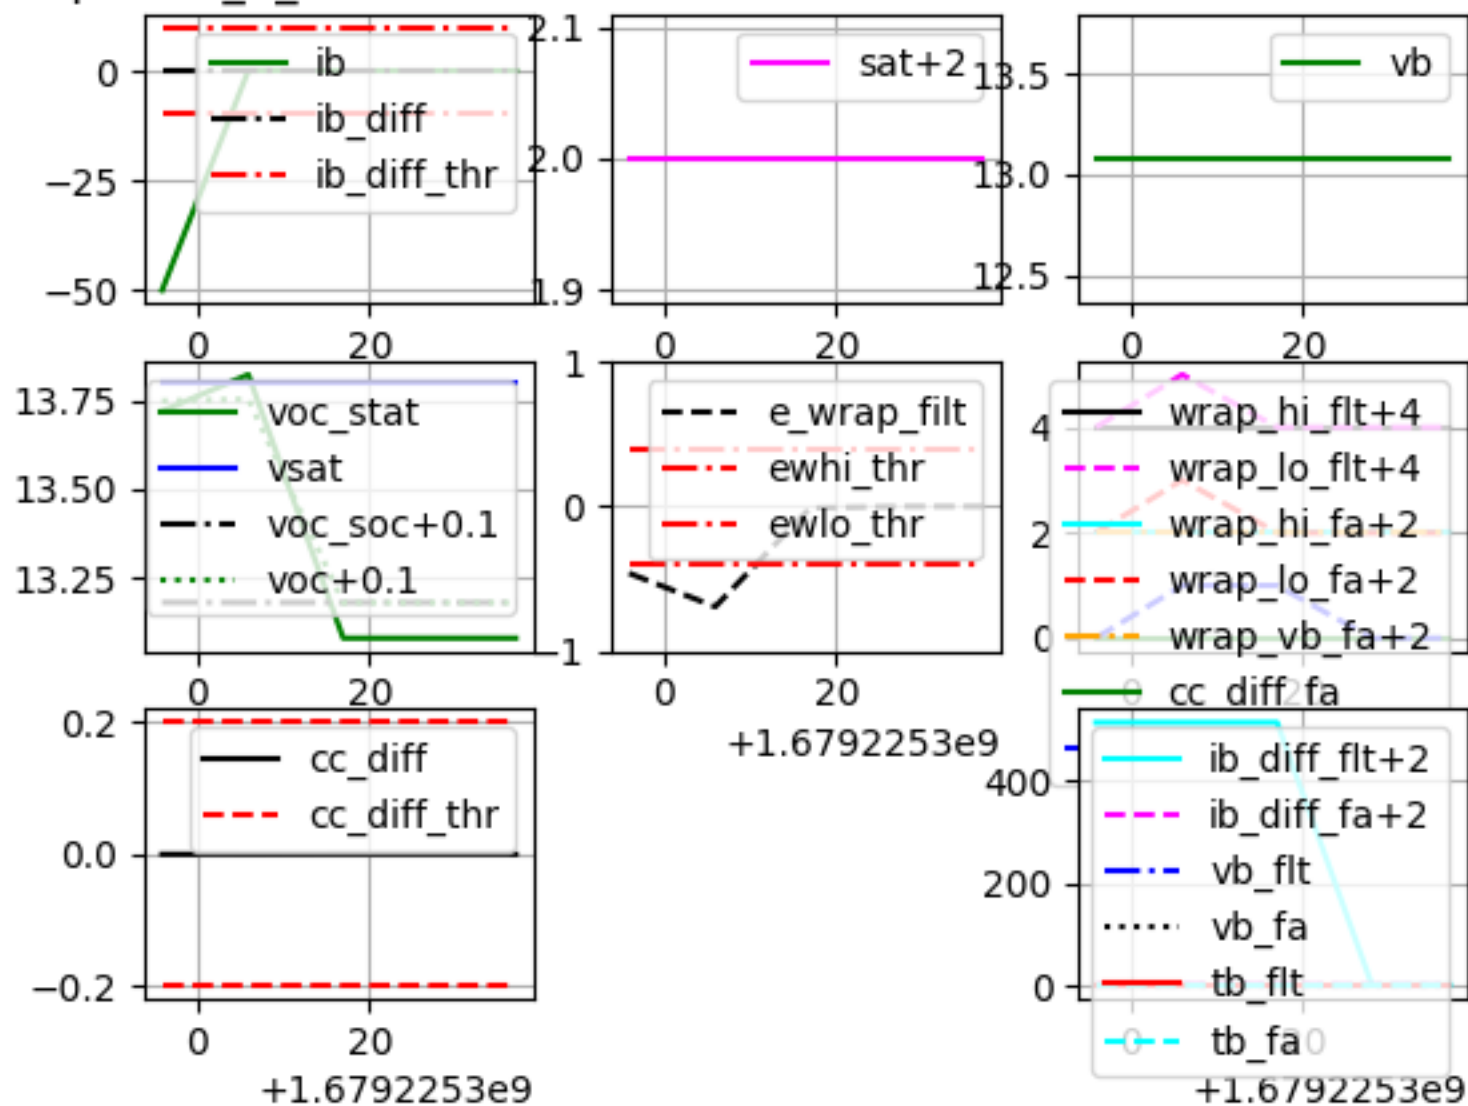 2.1
0
ib
ib_diff
ib_diff_thr
−25
−50
0
20
sat+2
2.0
1.9
0
20
vb
13.5
13.0
12.5
0
20
13.75
13.50
13.25
voc_stat
vsat
voc_soc+0.1
voc+0.1
0
20
1
0
−1
e_wrap_filt
ewhi_thr
ewlo_thr
0
20
+1.6792253e9
4
2
0
wrap_hi_flt+4
wrap_lo_flt+4
wrap_hi_fa+2
wrap_lo_fa+2
wrap_vb_fa+2
cc_diff_fa
0
0.2
0.0
−0.2
cc_diff
cc_diff_thr
0
20
+1.6792253e9
400
200
0
ib_diff_flt+2
ib_diff_fa+2
vb_flt
vb_fa
tb_flt
tb_fa
0
20
+1.6792253e9